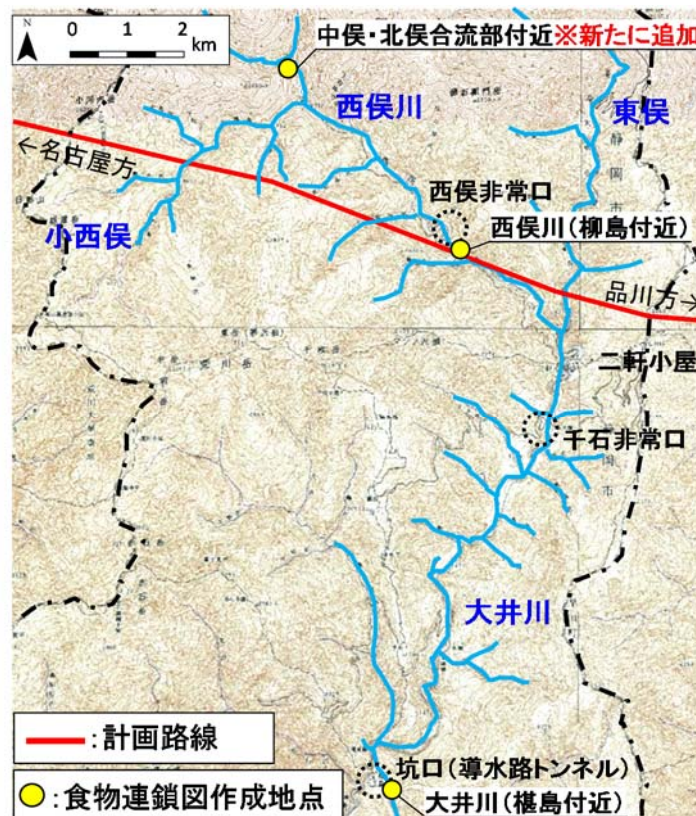 N
0 1 2
km
中俣・北俣合流部付近※新たに追加
西俣川
東俣
←名古屋方
西俣非常口
小西俣
西俣川(柳島付近)
品川方→
二軒小屋
千石非常口
大井川
:計画路線
坑口(導水路トンネル)
:食物連鎖図作成地点
大井川(椹島付近)